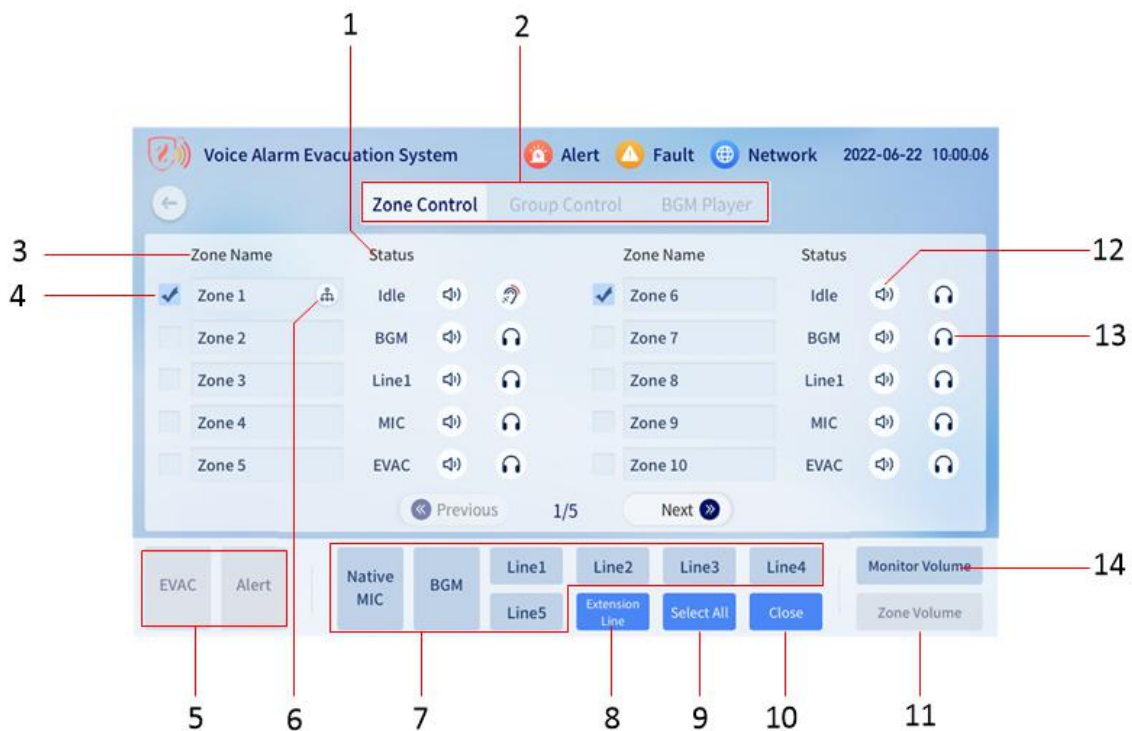 1
2
Voice Alarm Evacuation System Alert Fault Network 2022-06-22 10:00:06
Zone Control Group Control BGM Player
3 Zone Name Status Zone Name Status 12
4 Zone 1 Idle Zone 6 Idle
Zone 2 BGM Zone 7 BGM 13
Zone 3 Line1 Zone 8 Line1
Zone 4 MIC Zone 9 MIC
Zone 5 EVAC Zone 10 EVAC
Previous 1/5 Next
EVAC Alert Native MIC BGM Line1 Line2 Line3 Line4 Monitor Volume 14
Line5 Extension Line Select All Close Zone Volume
5 6 7 8 9 10 11